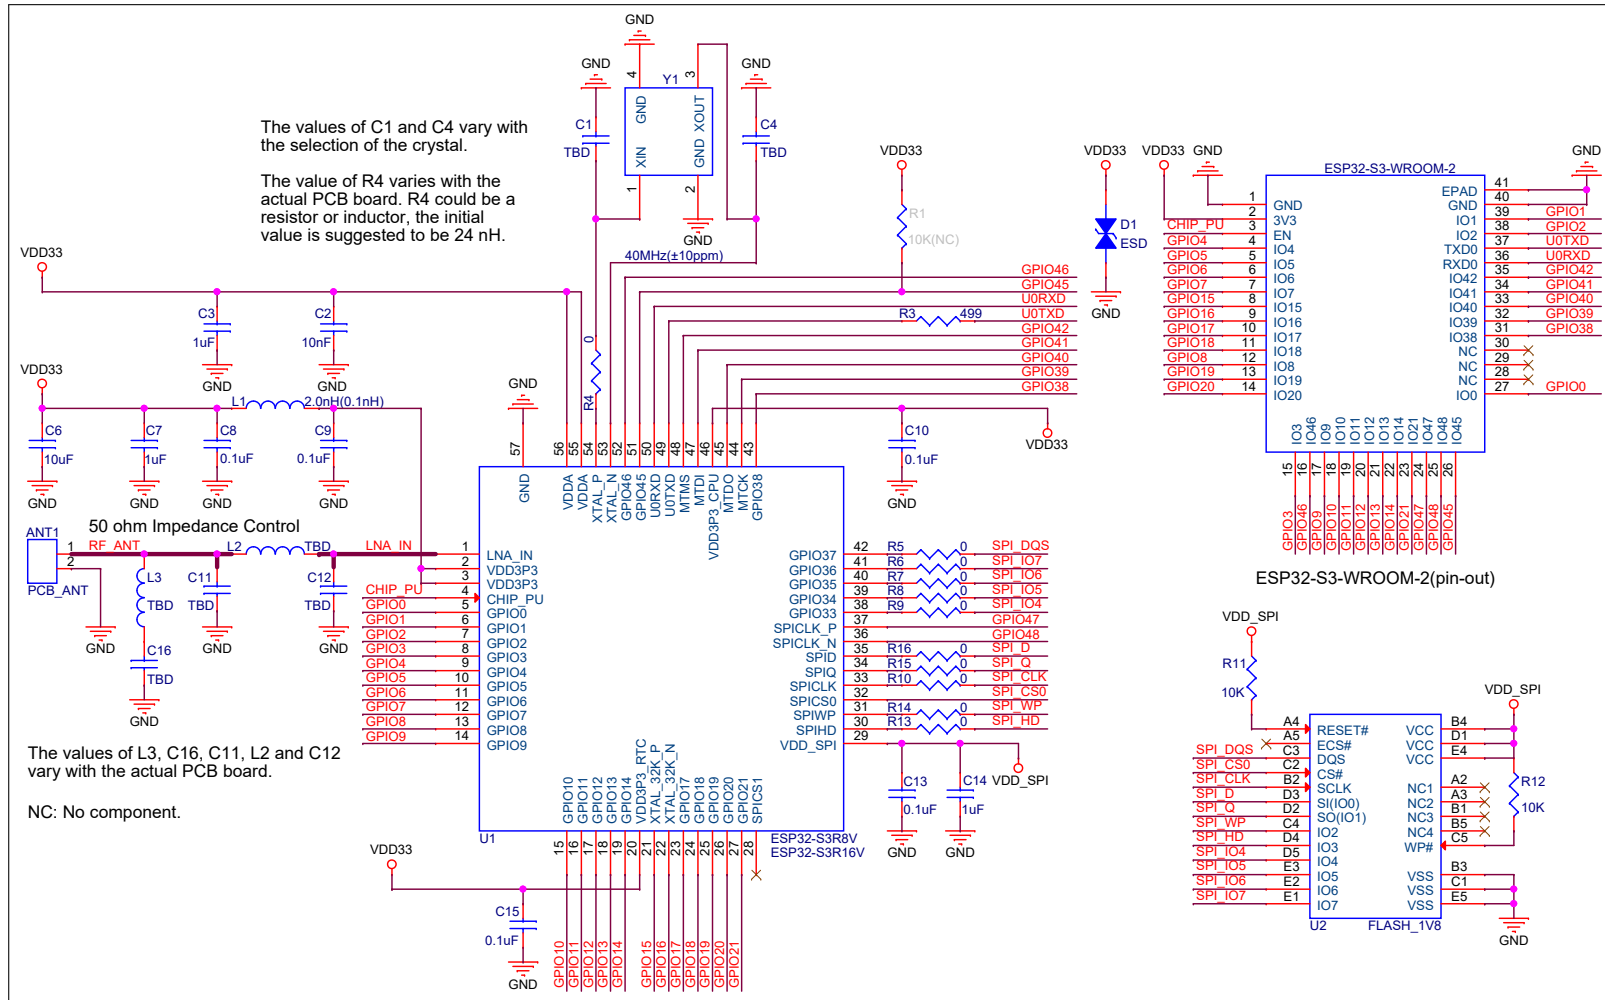 The values of C1 and C4 vary with
the selection of the crystal.
The value of R4 varies with the
actual PCB board. R4 could be a
resistor or inductor, the initial
value is suggested to be 24 nH.
GND
GND
4
Y1
3
GND
C1
TBD
GND
XOUT
XIN
GND
1
2
C4
TBD
GND
40MHz(±10ppm)
VDD33
R1
10K(NC)
VDD33
D1
ESD
GND
VDD33
C3
1uF
GND
C2
10nF
GND
R4
0
GPIO46
GPIO45
U0RXD
R3
499
U0TXD
GPIO42
GPIO41
GPIO40
GPIO39
GPIO38
VDD33
L1
2.0nH(0.1nH)
C6
10uF
GND
C7
1uF
GND
C8
0.1uF
GND
C9
0.1uF
GND
GND
C10
0.1uF
GND
VDD33
57
56
55
54
53
52
51
50
49
48
47
46
45
44
43
GND
VDDA
VDDA
XTAL_P
XTAL_N
GPIO46
GPIO45
U0RXD
U0TXD
MTMS
MTDI
VDD3P3_CPU
MTDO
MTCK
GPIO38
50 ohm Impedance Control
ANT1
1
2
PCB_ANT
RF_ANT
L2
TBD
LNA_IN
GND
L3
TBD
C16
TBD
GND
C11
TBD
GND
C12
TBD
GND
1 LNA_IN
2 VDD3P3
3 VDD3P3
CHIP_PU 4 CHIP_PU
GPIO0 5 GPIO0
GPIO1 6 GPIO1
GPIO2 7 GPIO2
GPIO3 8 GPIO3
GPIO4 9 GPIO4
GPIO5 10 GPIO5
GPIO6 11 GPIO6
GPIO7 12 GPIO7
GPIO8 13 GPIO8
GPIO9 14 GPIO9
GPIO37 42 R5 0 SPI_DQS
GPIO36 41 R6 0 SPI_IO7
GPIO35 40 R7 0 SPI_IO6
GPIO34 39 R8 0 SPI_IO5
GPIO33 38 R9 0 SPI_IO4
SPICLK_P 37 GPIO47
SPICLK_N 36 GPIO48
SPID 35 R16 0 SPI_D
SPIQ 34 R15 0 SPI_Q
SPICLK 33 R10 0 SPI_CLK
SPICS0 32 SPI_CS0
SPIWP 31 R14 0 SPI_WP
SPIHD 30 R13 0 SPI_HD
VDD_SPI 29
C13
0.1uF
GND
C14
1uF
GND
VDD_SPI
The values of L3, C16, C11, L2 and C12
vary with the actual PCB board.
NC: No component.
GPIO10
GPIO11
GPIO12
GPIO13
GPIO14
VDD3P3_RTC
XTAL_32K_P
XTAL_32K_N
GPIO17
GPIO18
GPIO19
GPIO20
GPIO21
SPICS1
U1
ESP32-S3R8V
ESP32-S3R16V
15
16
17
18
19
20
21
22
23
24
25
26
27
28
VDD33
C15
0.1uF
GND
GPIO10
GPIO11
GPIO12
GPIO13
GPIO14
GPIO15
GPIO16
GPIO17
GPIO18
GPIO19
GPIO20
GPIO21
VDD33
GND
ESP32-S3-WROOM-2
GND
1 GND
2 3V3
CHIP_PU 3 EN
GPIO4 4 IO4
GPIO5 5 IO5
GPIO6 6 IO6
GPIO7 7 IO7
GPIO15 8 IO15
GPIO16 9 IO16
GPIO17 10 IO17
GPIO18 11 IO18
GPIO8 12 IO8
GPIO19 13 IO19
GPIO20 14 IO20
EPAD 41
GND 40
IO1 39 GPIO1
IO2 38 GPIO2
TXD0 37 U0TXD
RXD0 36 U0RXD
IO42 35 GPIO42
IO41 34 GPIO41
IO40 33 GPIO40
IO39 32 GPIO39
IO38 31 GPIO38
NC 30
NC 29
NC 28
IO0 27 GPIO0
IO3
IO46
IO9
IO10
IO11
IO12
IO13
IO14
IO21
IO47
IO48
IO45
15
16
17
18
19
20
21
22
23
24
25
26
GPIO3
GPIO46
GPIO9
GPIO10
GPIO11
GPIO12
GPIO13
GPIO14
GPIO21
GPIO47
GPIO48
GPIO45
ESP32-S3-WROOM-2(pin-out)
VDD_SPI
R11
10K
VDD_SPI
R12
10K
A4 RESET#
A5 ECS#
SPI_DQS C3 DQS
SPI_CS0 C2 CS#
SPI_CLK B2 SCLK
SPI_D D3 SI(IO0)
SPI_Q D2 SO(IO1)
SPI_WP C4 IO2
SPI_HD D4 IO3
SPI_IO4 D5 IO4
SPI_IO5 E3 IO5
SPI_IO6 E2 IO6
SPI_IO7 E1 IO7
VCC B4
VCC D1
VCC E4
NC1 A2
NC2 A3
NC3 B1
NC4 B5
WP# C5
VSS B3
VSS C1
VSS E5
U2
FLASH_1V8
GND